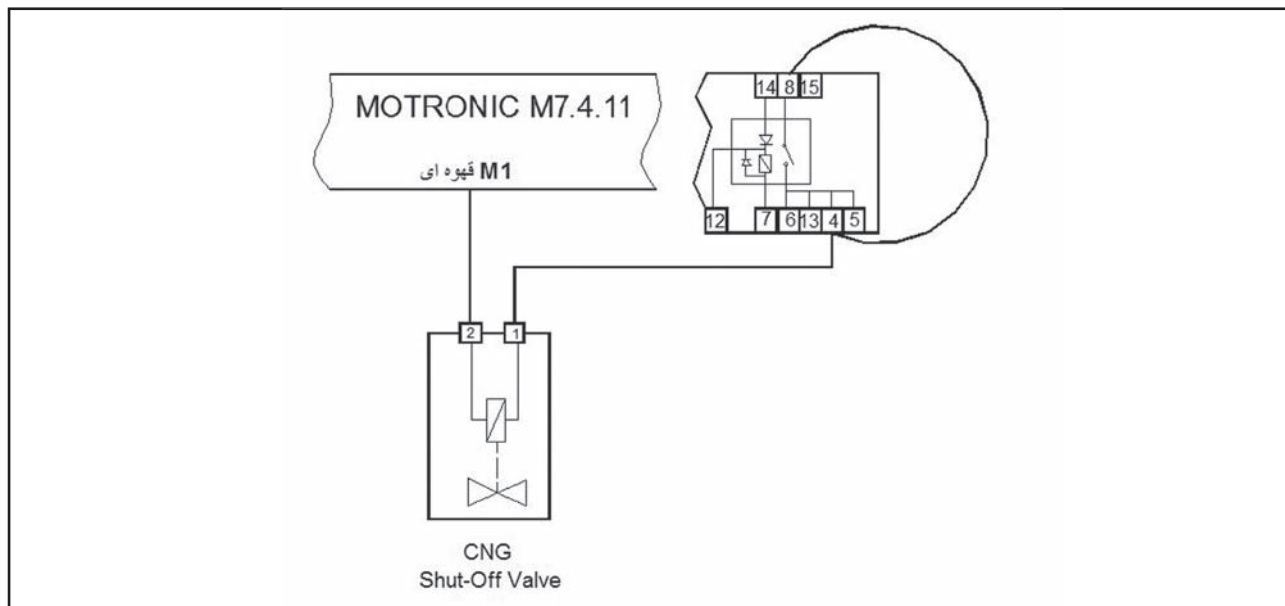 MOTRONIC M7.4.11
M1 قهوه ای
14 8 15
12 7 6 13 4 5
2 1
CNG
Shut-Off Valve